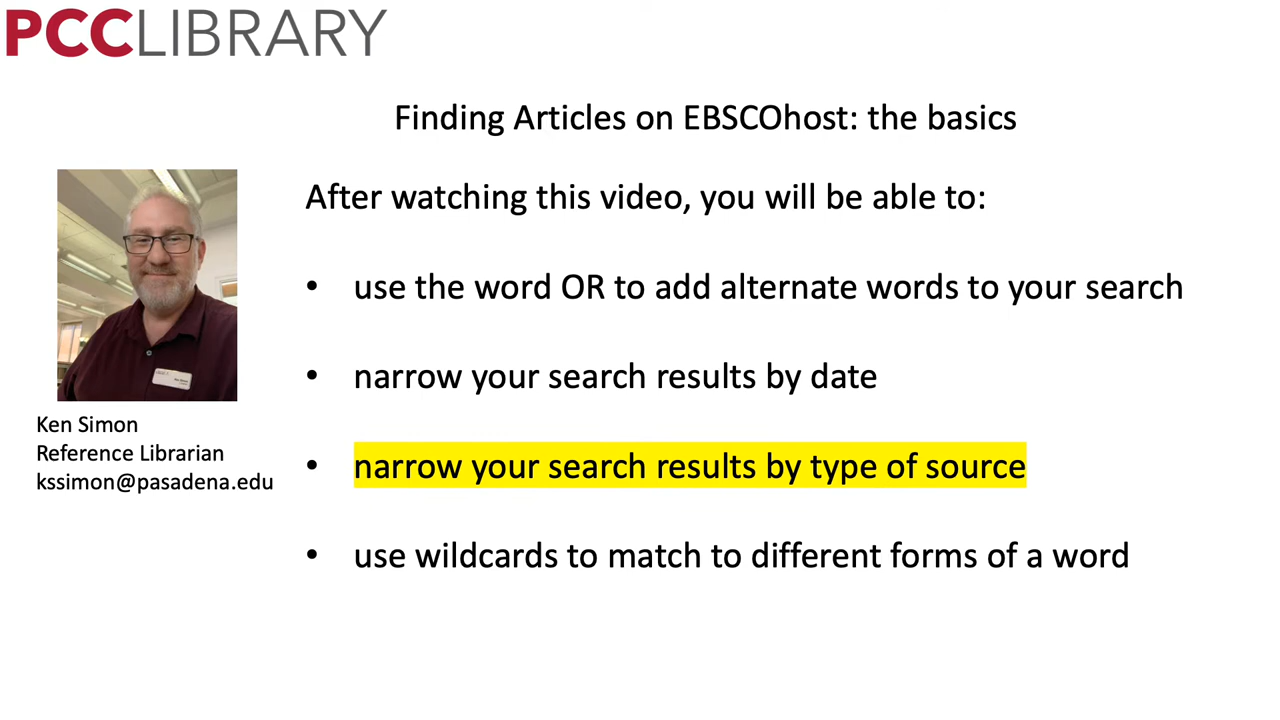 PCCLIBRARY
Finding Articles on EBSCOhost: the basics
After watching this video, you will be able to:
• use the word OR to add alternate words to your search
• narrow your search results by date
• narrow your search results by type of source
• use wildcards to match to different forms of a word
Ken Simon
Reference Librarian
kssimon@pasadena.edu